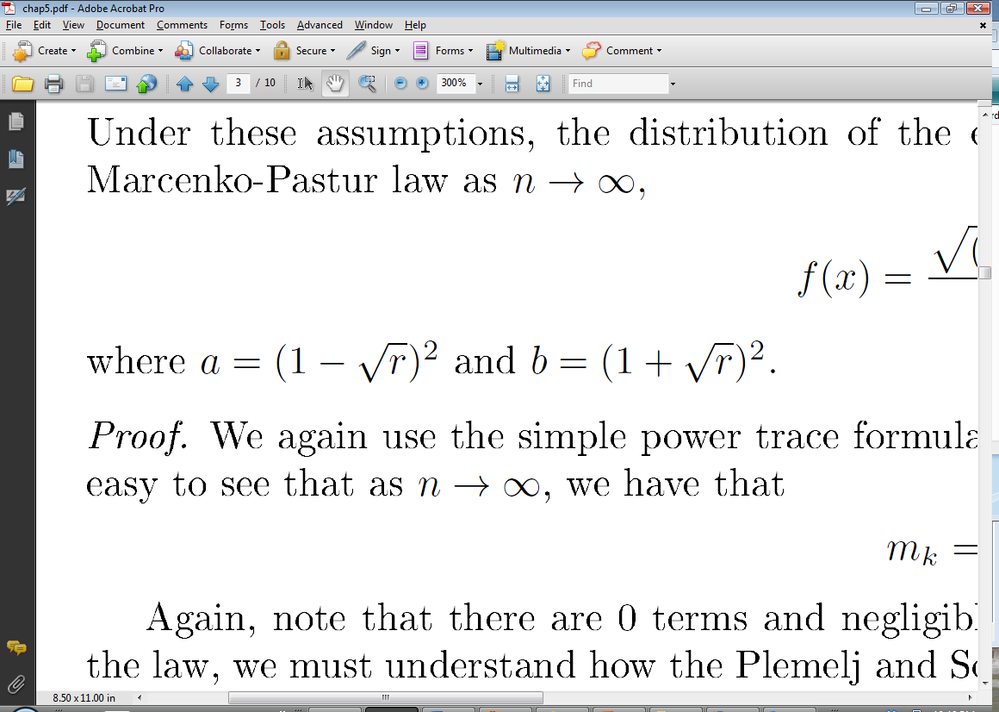 chap5.pdf - Adobe Acrobat Pro
File Edit View Document Comments Forms Tools Advanced Window Help
Create Combine Collaborate Secure Sign Forms Multimedia Comment
3 / 10 300% Find
Under these assumptions, the distribution of the
Marcenko-Pastur law as n → ∞,
f(x) = √(
where a = (1 − √r)² and b = (1 + √r)².
Proof. We again use the simple power trace formula
easy to see that as n → ∞, we have that
mₖ =
Again, note that there are 0 terms and
the law, we must understand how the Plemelj and
8.50 x 11.00 in